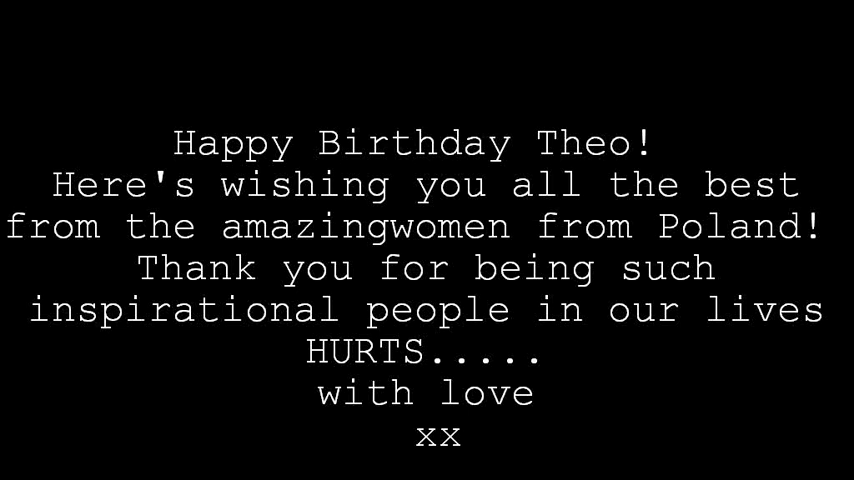 Happy Birthday Theo!
Here's wishing you all the best
from the amazingwomen from Poland!
Thank you for being such
inspirational people in our lives
HURTS.....
with love
xx